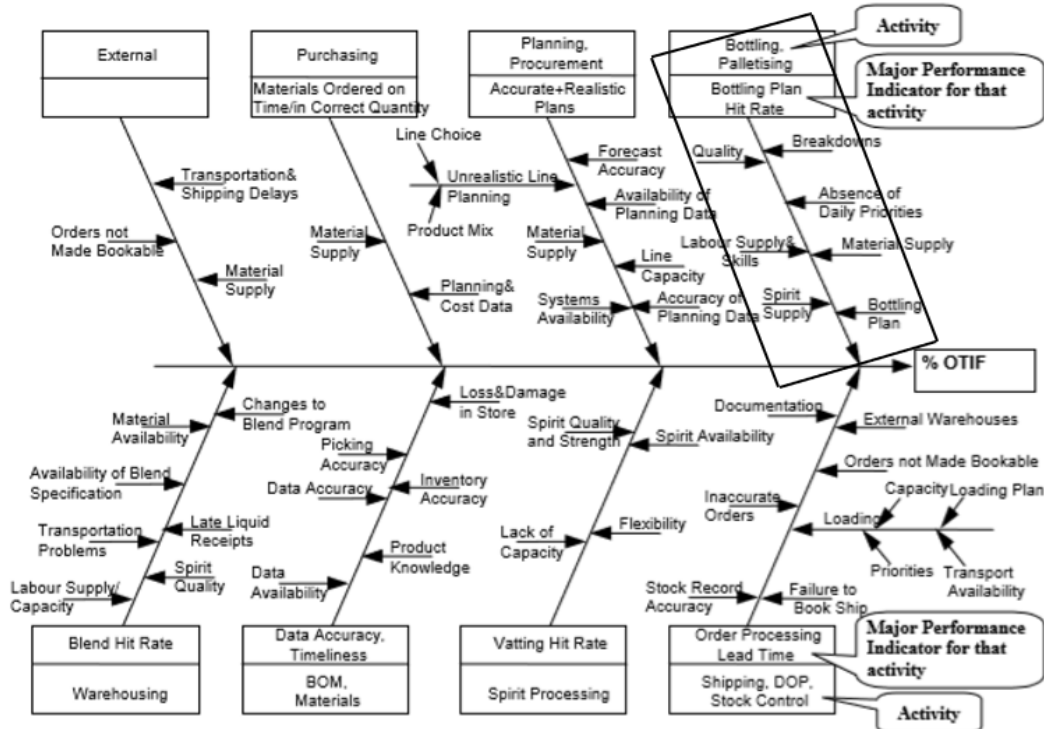 Activity
External
Purchasing
Materials Ordered on
Time/in Correct Quantity
Planning,
Procurement
Accurate+Realistic
Plans
Bottling,
Palletising
Bottling Plan
Hit Rate
Major Performance
Indicator for that
activity
Line Choice
Unrealistic Line
Planning
Product Mix
Transportation&
Shipping Delays
Orders not
Made Bookable
Material
Supply
Material
Supply
Planning&
Cost Data
Forecast
Accuracy
Availability of
Planning Data
Material
Supply
Line
Capacity
Systems
Availability
Accuracy of
Planning Data
Quality
Breakdowns
Absence of
Daily Priorities
Labour Supply&
Skills
Material Supply
Spirit
Supply
Bottling
Plan
% OTIF
Material
Availability
Changes to
Blend Program
Availability of Blend
Specification
Transportation
Problems
Late Liquid
Receipts
Labour Supply/
Capacity
Spirit
Quality
Loss&Damage
in Store
Picking
Accuracy
Data Accuracy
Inventory
Accuracy
Product
Knowledge
Data
Availability
Spirit Quality
and Strength
Spirit Availability
Lack of
Capacity
Flexibility
Documentation
External Warehouses
Orders not Made Bookable
Inaccurate
Orders
Capacity
Loading Plan
Loading
Priorities
Transport
Availability
Stock Record
Accuracy
Failure to
Book Ship
Blend Hit Rate
Warehousing
Data Accuracy,
Timeliness
BOM,
Materials
Vatting Hit Rate
Spirit Processing
Order Processing
Lead Time
Shipping, DOP,
Stock Control
Major Performance
Indicator for that
activity
Activity